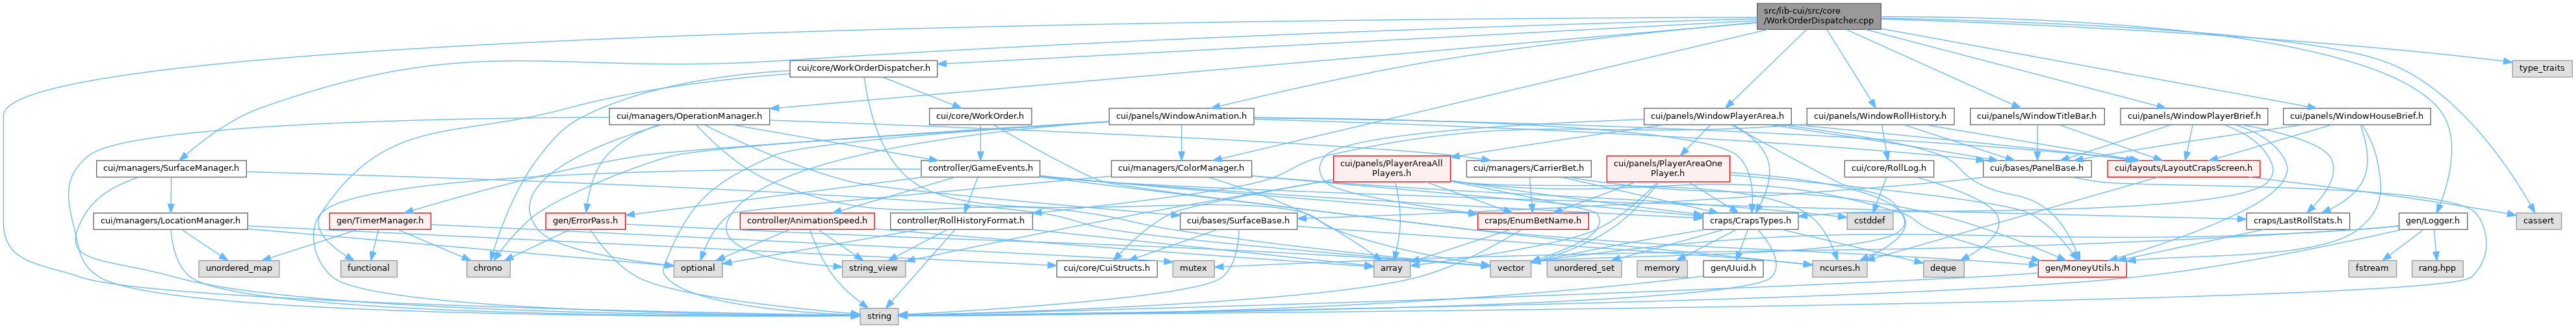 src/lib-cui/src/core
/WorkOrderDispatcher.cpp
cui/core/WorkOrderDispatcher.h
type_traits
cui/managers/OperationManager.h
cui/core/WorkOrder.h
cui/panels/WindowAnimation.h
cui/panels/WindowPlayerArea.h
cui/panels/WindowRollHistory.h
cui/panels/WindowTitleBar.h
cui/panels/WindowPlayerBrief.h
cui/panels/WindowHouseBrief.h
cui/managers/SurfaceManager.h
controller/GameEvents.h
cui/managers/ColorManager.h
cui/panels/PlayerAreaAll
Players.h
cui/managers/CarrierBet.h
cui/panels/PlayerAreaOne
Player.h
cui/core/RollLog.h
cui/bases/PanelBase.h
cui/layouts/LayoutCrapsScreen.h
cui/managers/LocationManager.h
gen/TimerManager.h
gen/ErrorPass.h
controller/AnimationSpeed.h
controller/RollHistoryFormat.h
cui/bases/SurfaceBase.h
craps/EnumBetName.h
craps/CrapsTypes.h
cstddef
craps/LastRollStats.h
gen/Logger.h
cassert
unordered_map
functional
chrono
optional
string_view
cui/core/CuiStructs.h
mutex
array
vector
unordered_set
memory
gen/Uuid.h
ncurses.h
deque
gen/MoneyUtils.h
fstream
rang.hpp
string